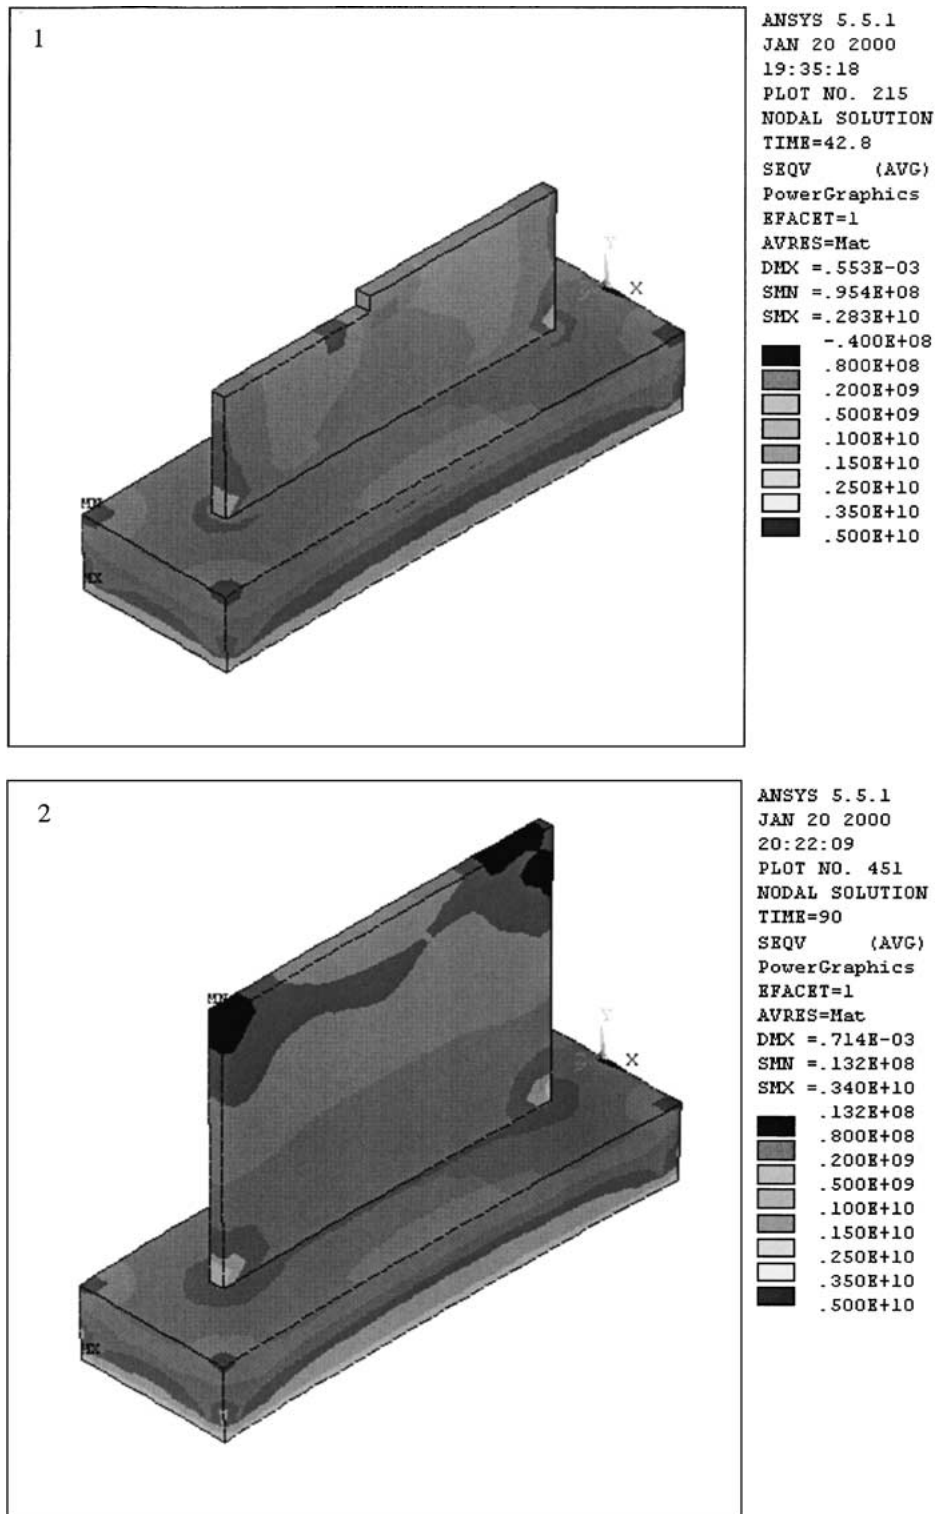 1
ANSYS 5.5.1
JAN 20 2000
19:35:18
PLOT NO. 215
NODAL SOLUTION
TIME=42.8
SEQV (AVG)
PowerGraphics
EFACET=1
AVRES=Mat
DMX =.553E-03
SMN =.954E+08
SMX =.283E+10
-.400E+08
.800E+08
.200E+09
.500E+09
.100E+10
.150E+10
.250E+10
.350E+10
.500E+10
Y
X
MN
MX
2
ANSYS 5.5.1
JAN 20 2000
20:22:09
PLOT NO. 451
NODAL SOLUTION
TIME=90
SEQV (AVG)
PowerGraphics
EFACET=1
AVRES=Mat
DMX =.714E-03
SMN =.132E+08
SMX =.340E+10
.132E+08
.800E+08
.200E+09
.500E+09
.100E+10
.150E+10
.250E+10
.350E+10
.500E+10
MN
Y
X
MX